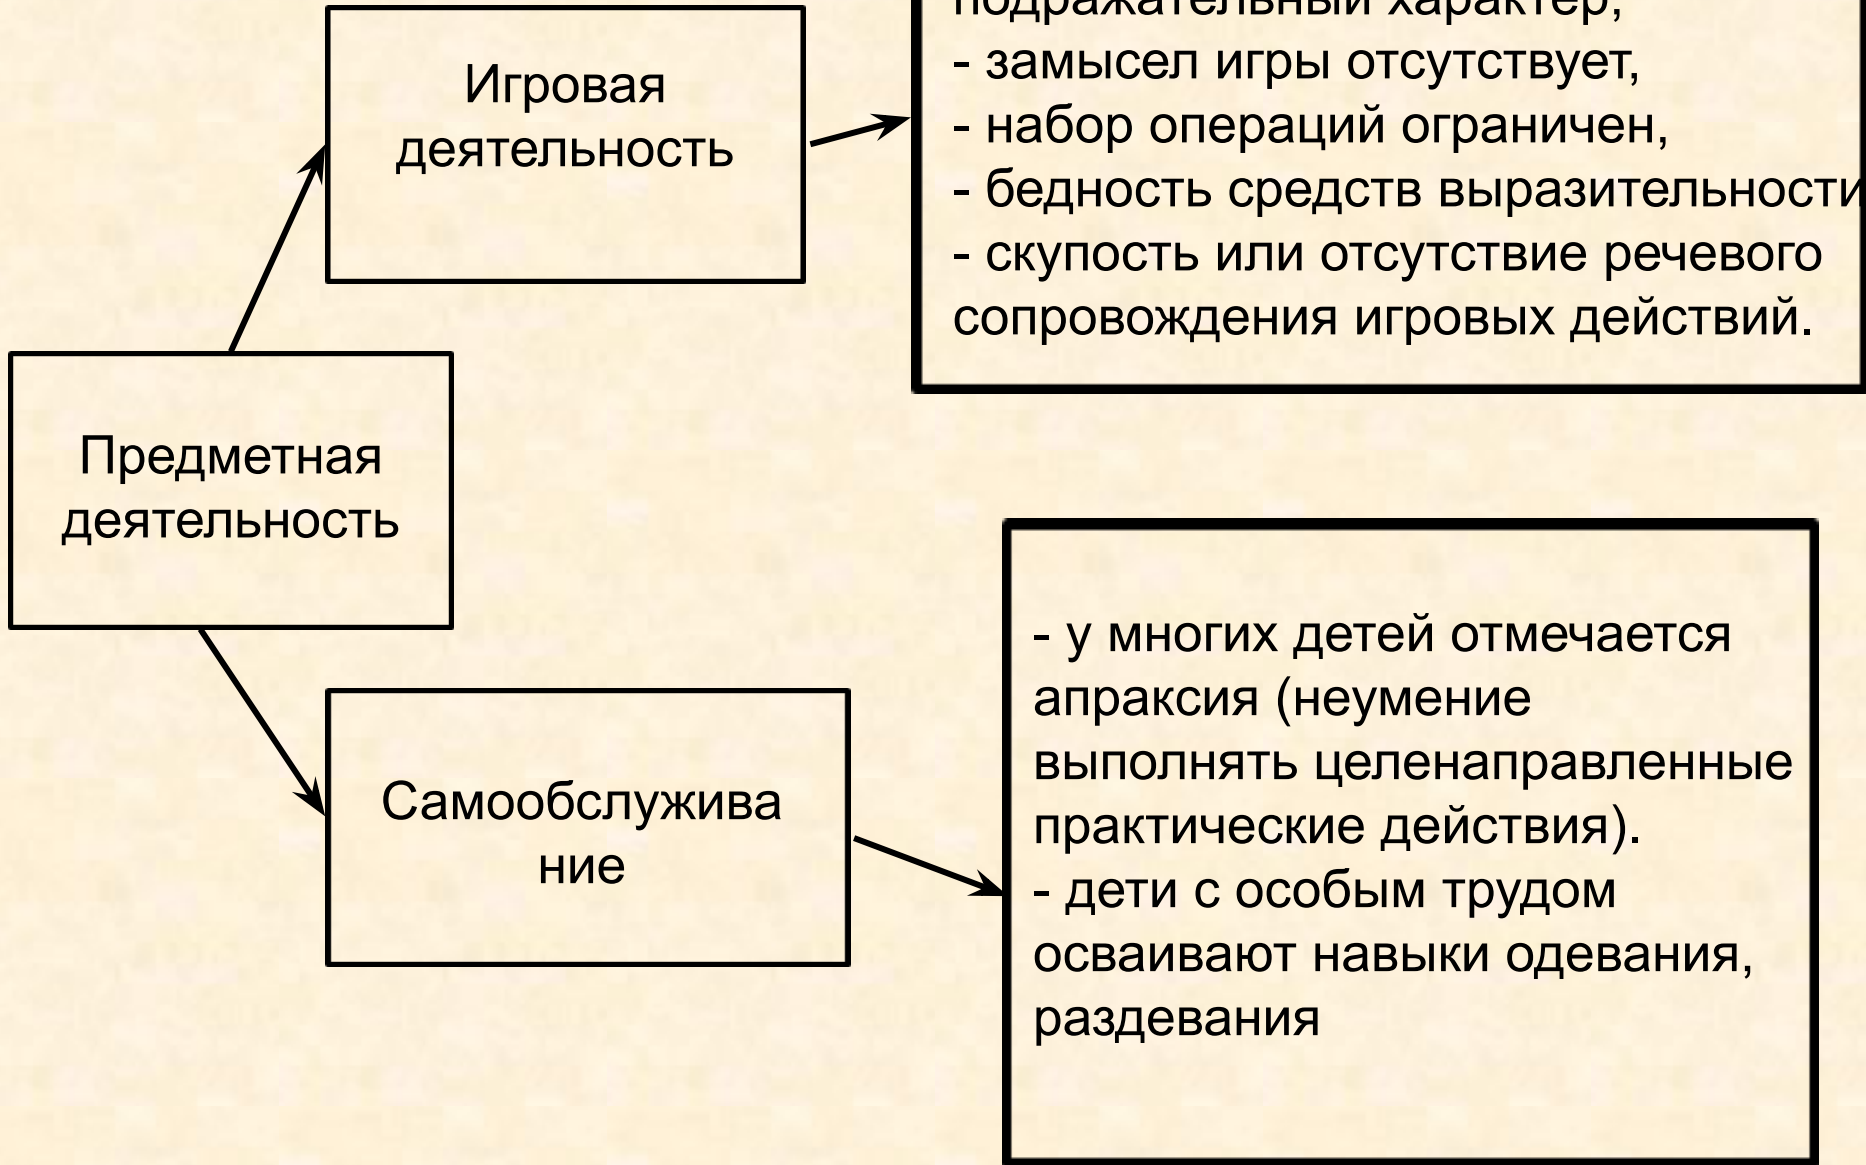 Игровая
деятельность
подражательный характер,
- замысел игры отсутствует,
- набор операций ограничен,
- бедность средств выразительности
- скупость или отсутствие речевого
сопровождения игровых действий.
Предметная
деятельность
Самообслужива
ние
- у многих детей отмечается
апраксия (неумение
выполнять целенаправленные
практические действия).
- дети с особым трудом
осваивают навыки одевания,
раздевания